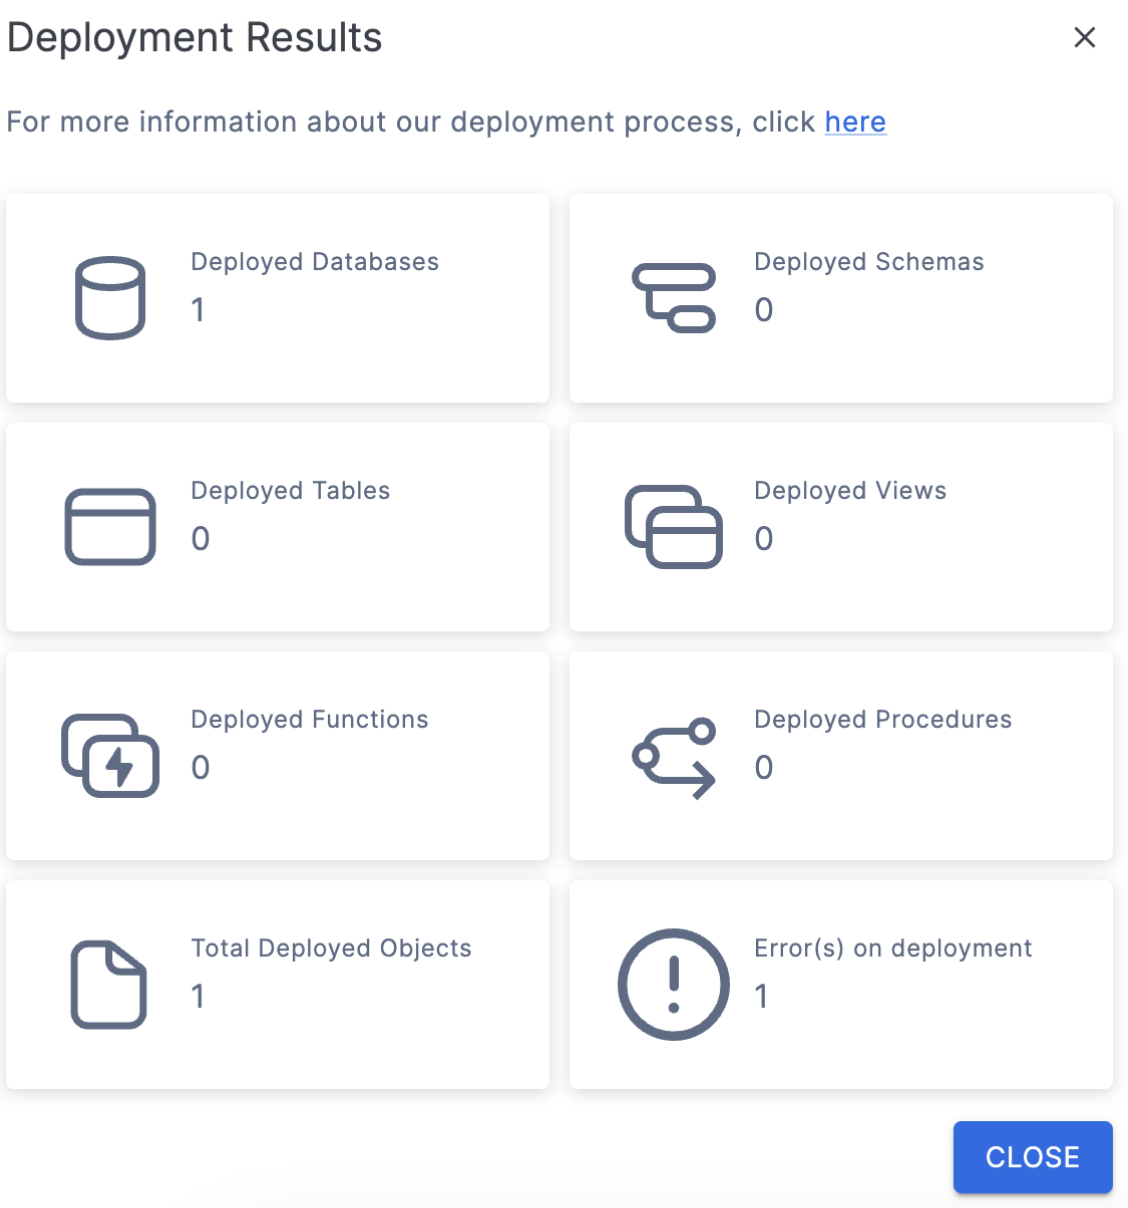 Deployment Results
For more information about our deployment process, click here
Deployed Databases
1
Deployed Schemas
0
Deployed Tables
0
Deployed Views
0
Deployed Functions
0
Deployed Procedures
0
Total Deployed Objects
1
Error(s) on deployment
1
CLOSE